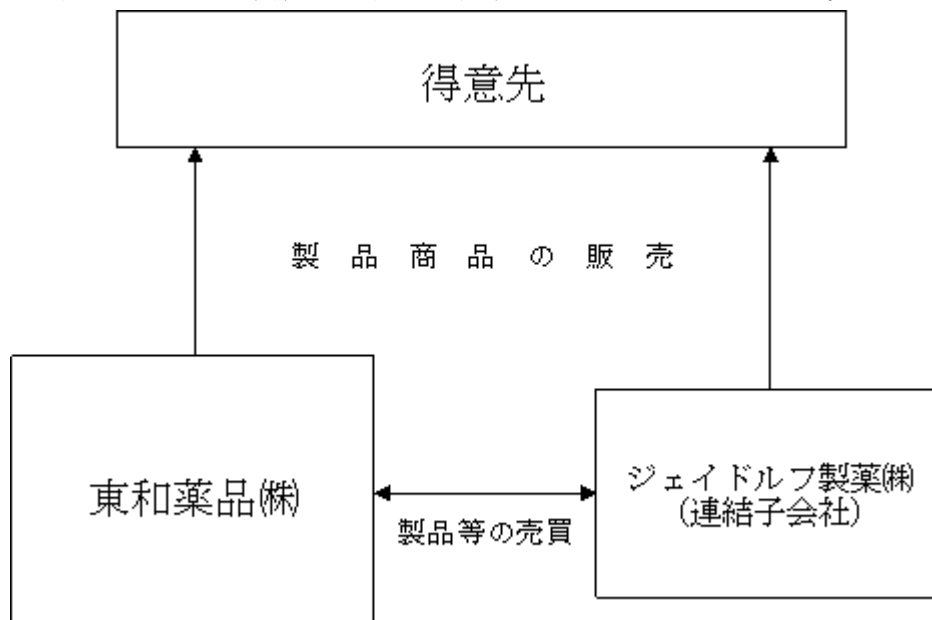 得意先
製品商品の販売
東和薬品㈱
ジェイドルフ製薬㈱
(連結子会社)
製品等の売買